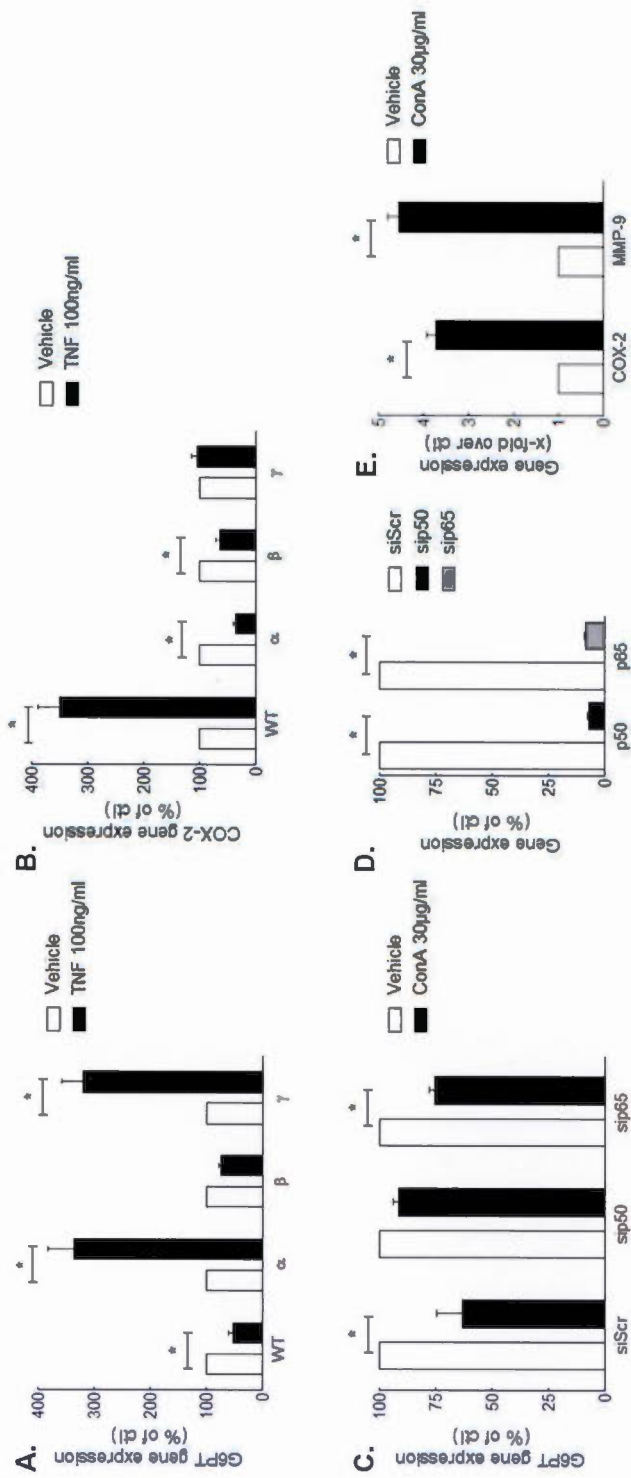 A.
G6PT gene expression
(% of ctl)
400
300
200
100
0
*
*
*
WT
α
β
γ
Vehicle
TNF 100ng/ml
B.
COX-2 gene expression
(% of ctl)
400
300
200
100
0
*
*
*
WT
α
β
γ
Vehicle
TNF 100ng/ml
C.
G6PT gene expression
(% of ctl)
100
75
50
25
0
*
*
siScr
sip50
sip65
Vehicle
ConA 30µg/ml
D.
Gene expression
(% of ctl)
100
75
50
25
0
*
*
p50
p65
siScr
sip50
sip65
E.
Gene expression
(x-fold over ctl)
5
4
3
2
1
0
*
*
COX-2
MMP-9
Vehicle
ConA 30µg/ml